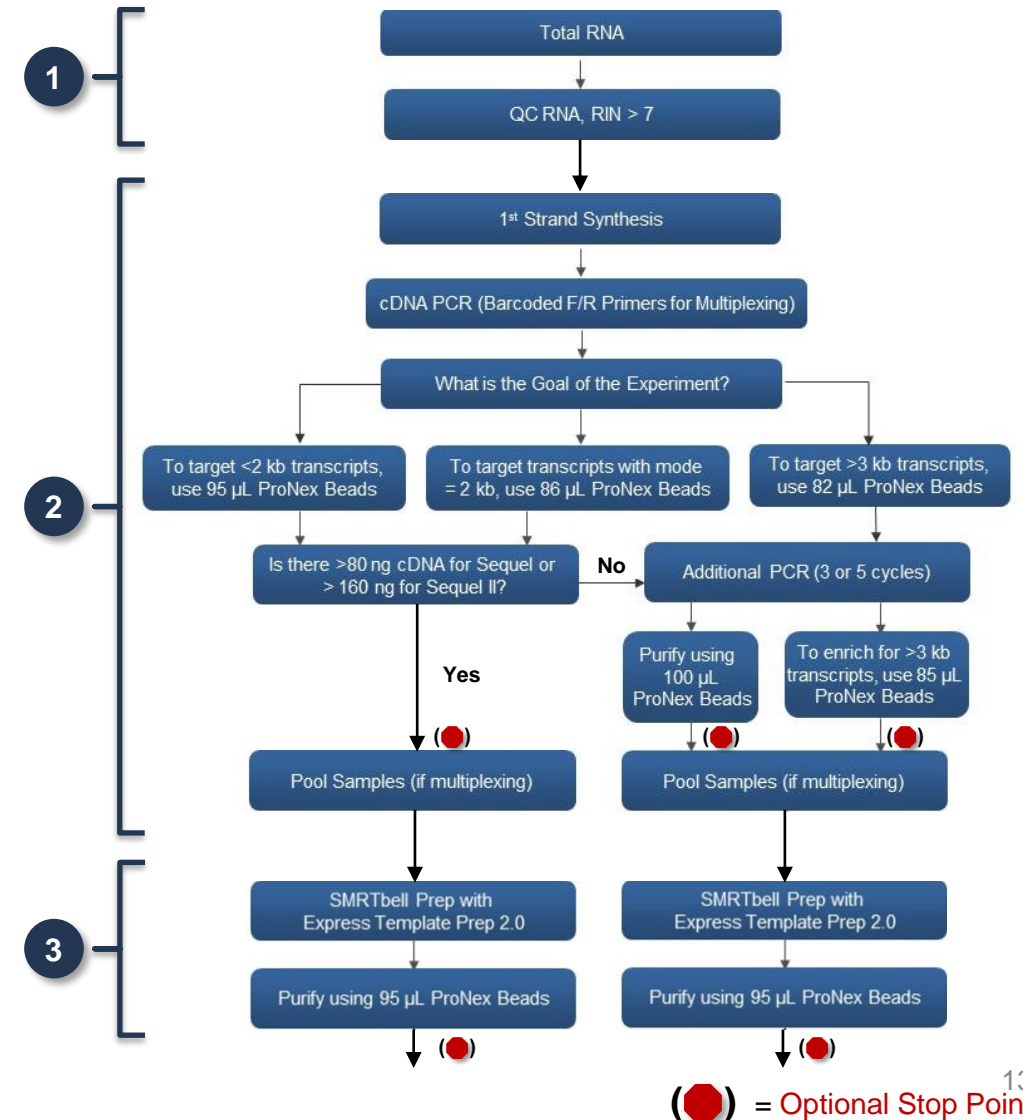 1
Total RNA
QC RNA, RIN > 7
2
1st Strand Synthesis
cDNA PCR (Barcoded F/R Primers for Multiplexing)
What is the Goal of the Experiment?
To target <2 kb transcripts,
use 95 µL ProNex Beads
To target transcripts with mode
= 2 kb, use 86 µL ProNex Beads
To target >3 kb transcripts,
use 82 µL ProNex Beads
Is there >80 ng cDNA for Sequel or
> 160 ng for Sequel II?
No
Additional PCR (3 or 5 cycles)
Yes
Purify using
100 µL
ProNex Beads
To enrich for >3 kb
transcripts, use 85 µL
ProNex Beads
( )
( )
( )
Pool Samples (if multiplexing)
Pool Samples (if multiplexing)
3
SMRTbell Prep with
Express Template Prep 2.0
SMRTbell Prep with
Express Template Prep 2.0
Purify using 95 µL ProNex Beads
Purify using 95 µL ProNex Beads
( )
( )
13
( ) = Optional Stop Poin